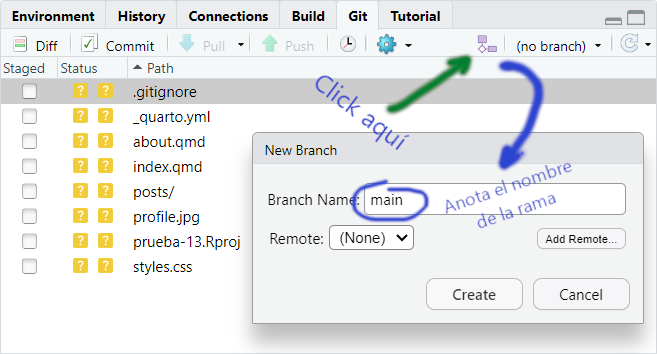 Environment History Connections Build Git Tutorial
Diff Commit Pull Push (no branch)
Staged Status Path
? ? .gitignore
? ? _quarto.yml
? ? about.qmd
? ? index.qmd
? ? posts/
? ? profile.jpg
? ? prueba-13.Rproj
? ? styles.css
Click aquí
New Branch
Branch Name: main
Anota el nombre
de la rama
Remote: (None) Add Remote...
Create Cancel